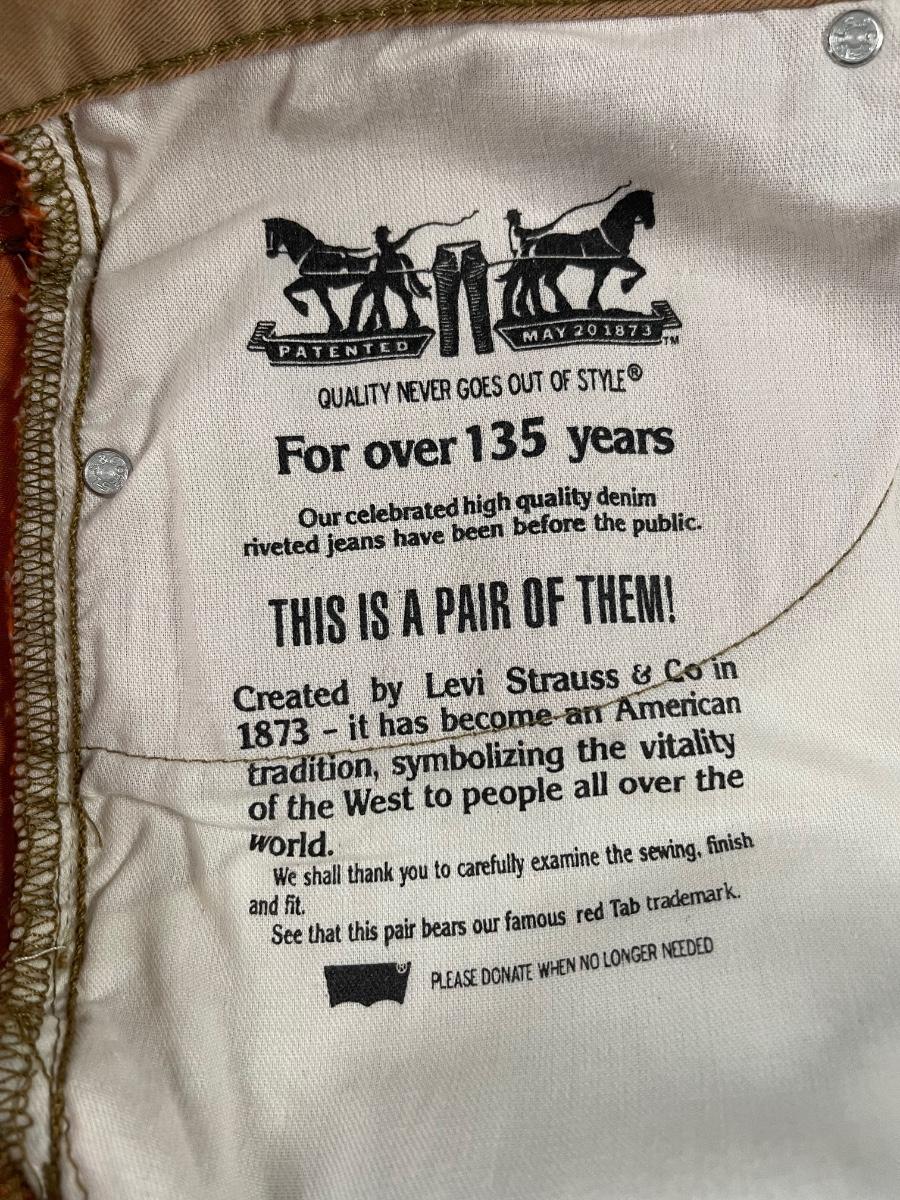 PATENTED
MAY 20 1873 ™
QUALITY NEVER GOES OUT OF STYLE®
For over 135 years
Our celebrated high quality denim
riveted jeans have been before the public.
THIS IS A PAIR OF THEM!
Created by Levi Strauss & Co in
1873 – it has become an American
tradition, symbolizing the vitality
of the West to people all over the
world.
We shall thank you to carefully examine the sewing, finish
and fit.
See that this pair bears our famous red Tab trademark.
® PLEASE DONATE WHEN NO LONGER NEEDED